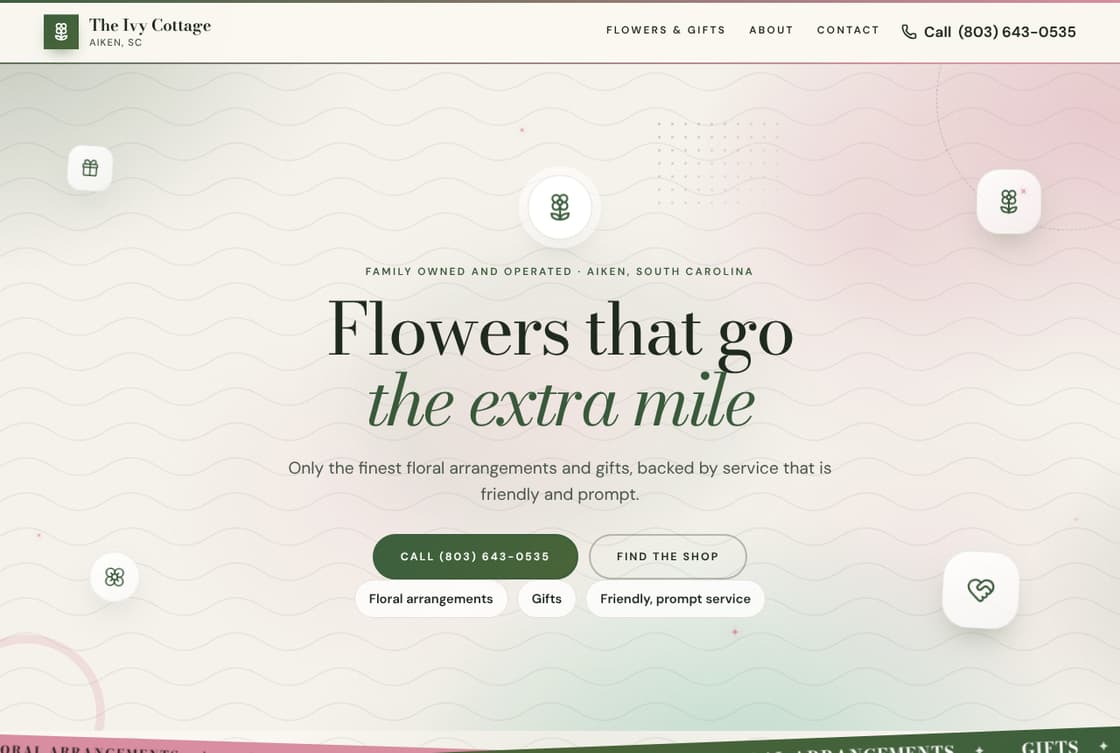 The Ivy Cottage
AIKEN, SC
FLOWERS & GIFTS
ABOUT
CONTACT
Call (803) 643-0535
FAMILY OWNED AND OPERATED · AIKEN, SOUTH CAROLINA
Flowers that go
the extra mile
Only the finest floral arrangements and gifts, backed by service that is
friendly and prompt.
CALL (803) 643-0535
FIND THE SHOP
Floral arrangements
Gifts
Friendly, prompt service
ARRANGEMENTS
ARRANGEMENTS
GIFTS